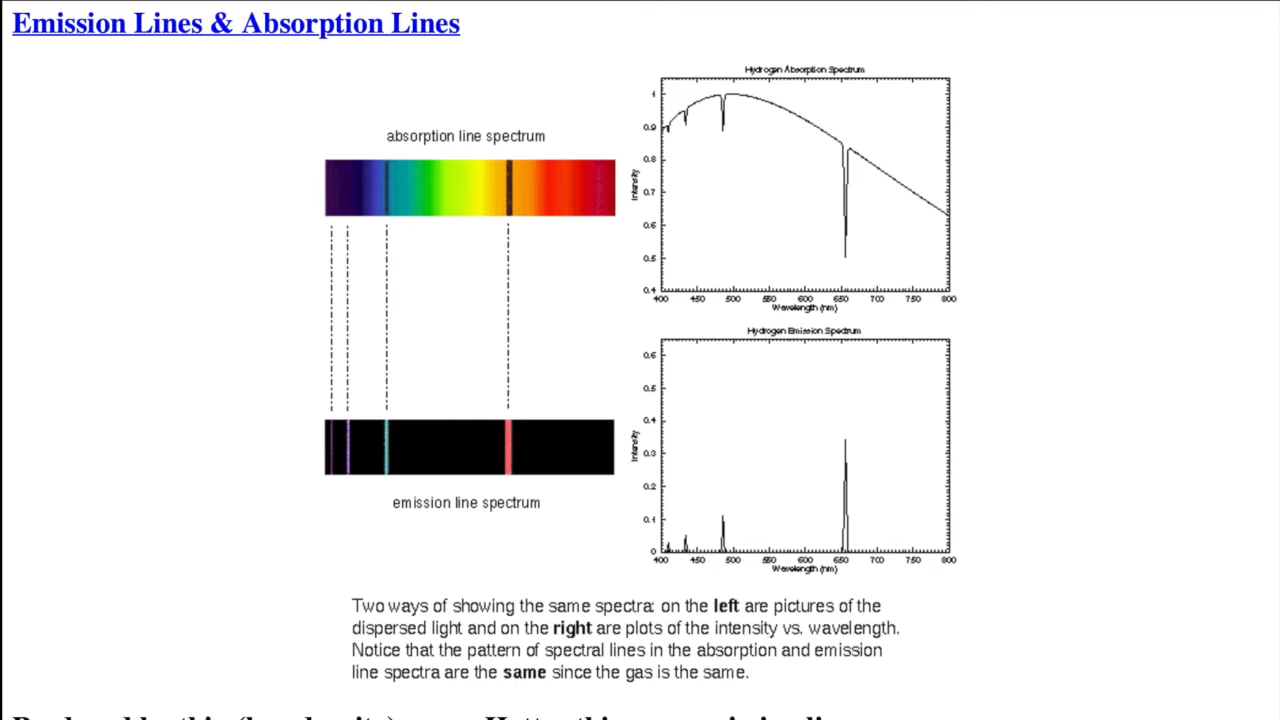 Emission Lines & Absorption Lines
absorption line spectrum
Hydrogen Absorption Spectrum
Intensity
1
0.9
0.8
0.7
0.6
0.5
0.4
400 450 500 550 600 650 700 750 800
Wavelength (nm)
emission line spectrum
Hydrogen Emission Spectrum
Intensity
0.6
0.5
0.4
0.3
0.2
0.1
0
400 450 500 550 600 650 700 750 800
Wavelength (nm)
Two ways of showing the same spectra: on the left are pictures of the
dispersed light and on the right are plots of the intensity vs. wavelength.
Notice that the pattern of spectral lines in the absorption and emission
line spectra are the same since the gas is the same.